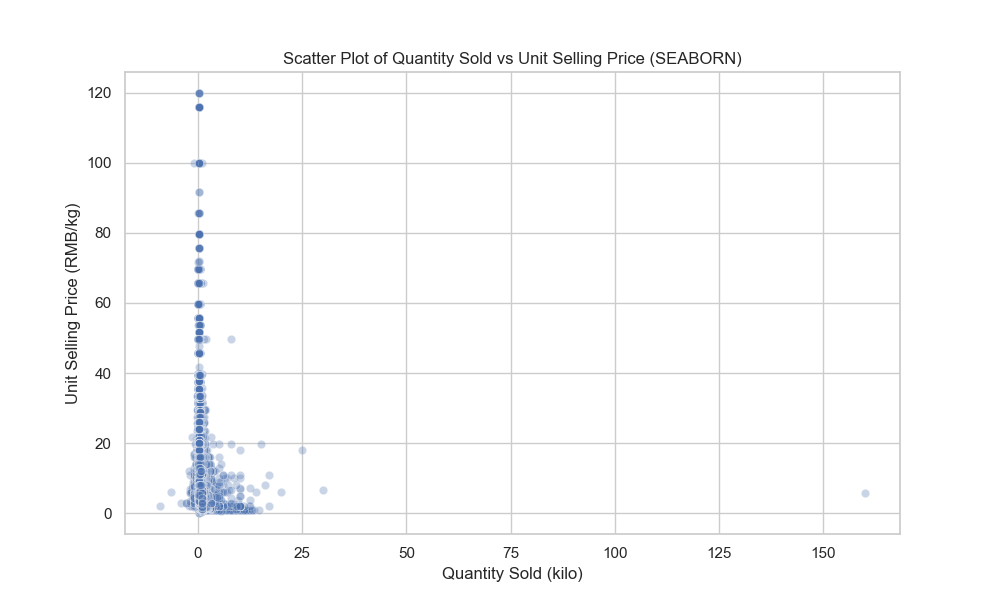 Scatter Plot of Quantity Sold vs Unit Selling Price (SEABORN)
Unit Selling Price (RMB/kg)
120
100
80
60
40
20
0
0 25 50 75 100 125 150
Quantity Sold (kilo)